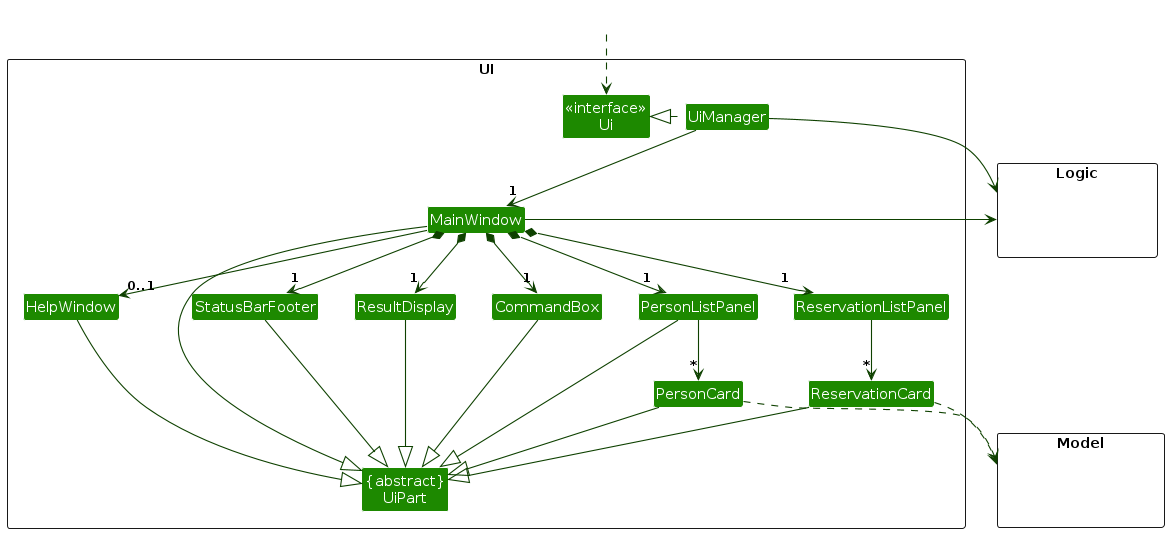 UI
«interface»
Ui
UiManager
Logic
1
MainWindow
0..1
1
1
1
1
1
HelpWindow
StatusBarFooter
ResultDisplay
CommandBox
PersonListPanel
ReservationListPanel
*
*
PersonCard
ReservationCard
Model
{abstract}
UiPart